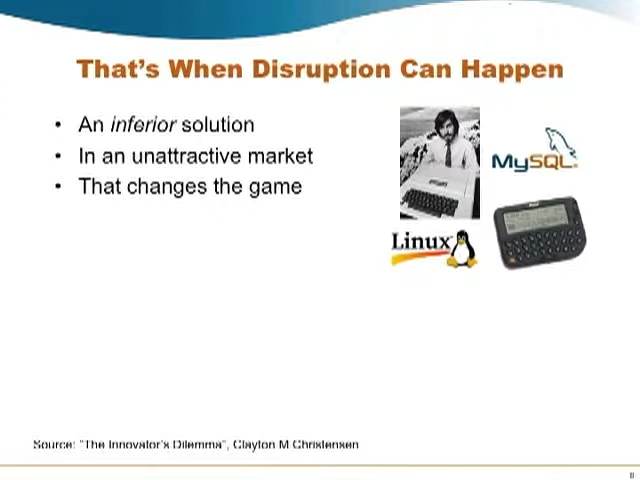 That's When Disruption Can Happen
• An inferior solution
• In an unattractive market
• That changes the game
MySQL
Linux
Source: "The Innovator's Dilemma", Clayton M Christensen